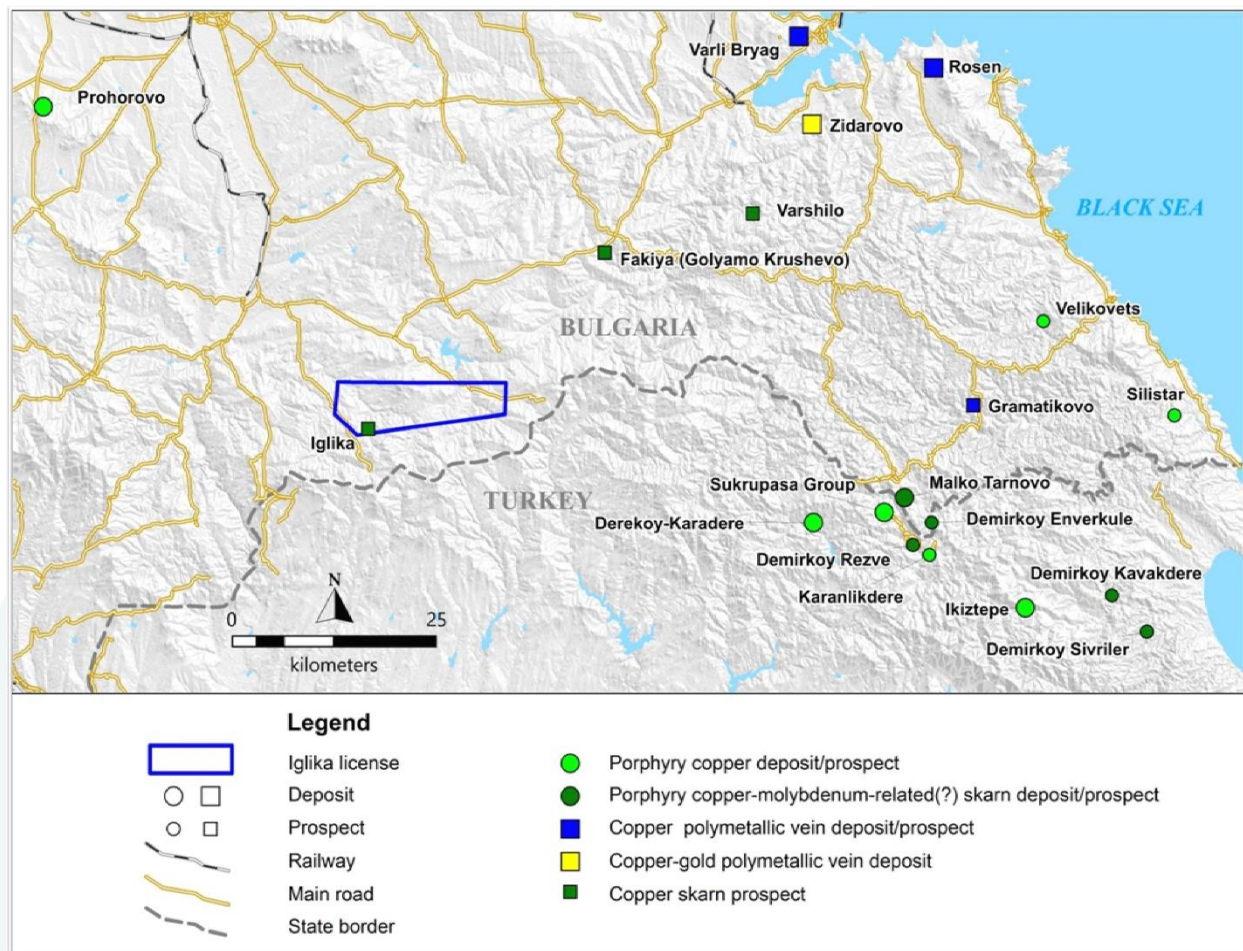 Varli Bryag
Rosen
Prohorovo
Zidarovo
Varshilo
BLACK SEA
Fakiya (Golyamo Krushevo)
Velikovets
BULGARIA
Gramatikovo
Silistar
Iglika
Sukrupasa Group
Malko Tarnovo
TURKEY
Derekoy-Karadere
Demirkoy Enverkule
Demirkoy Rezve
Demirkoy Kavakdere
Karanlikdere
Ikiztepe
Demirkoy Sivriler
N
0 25
kilometers
Legend
Iglika license
Deposit
Prospect
Railway
Main road
State border
Porphyry copper deposit/prospect
Porphyry copper-molybdenum-related(?) skarn deposit/prospect
Copper polymetallic vein deposit/prospect
Copper-gold polymetallic vein deposit
Copper skarn prospect